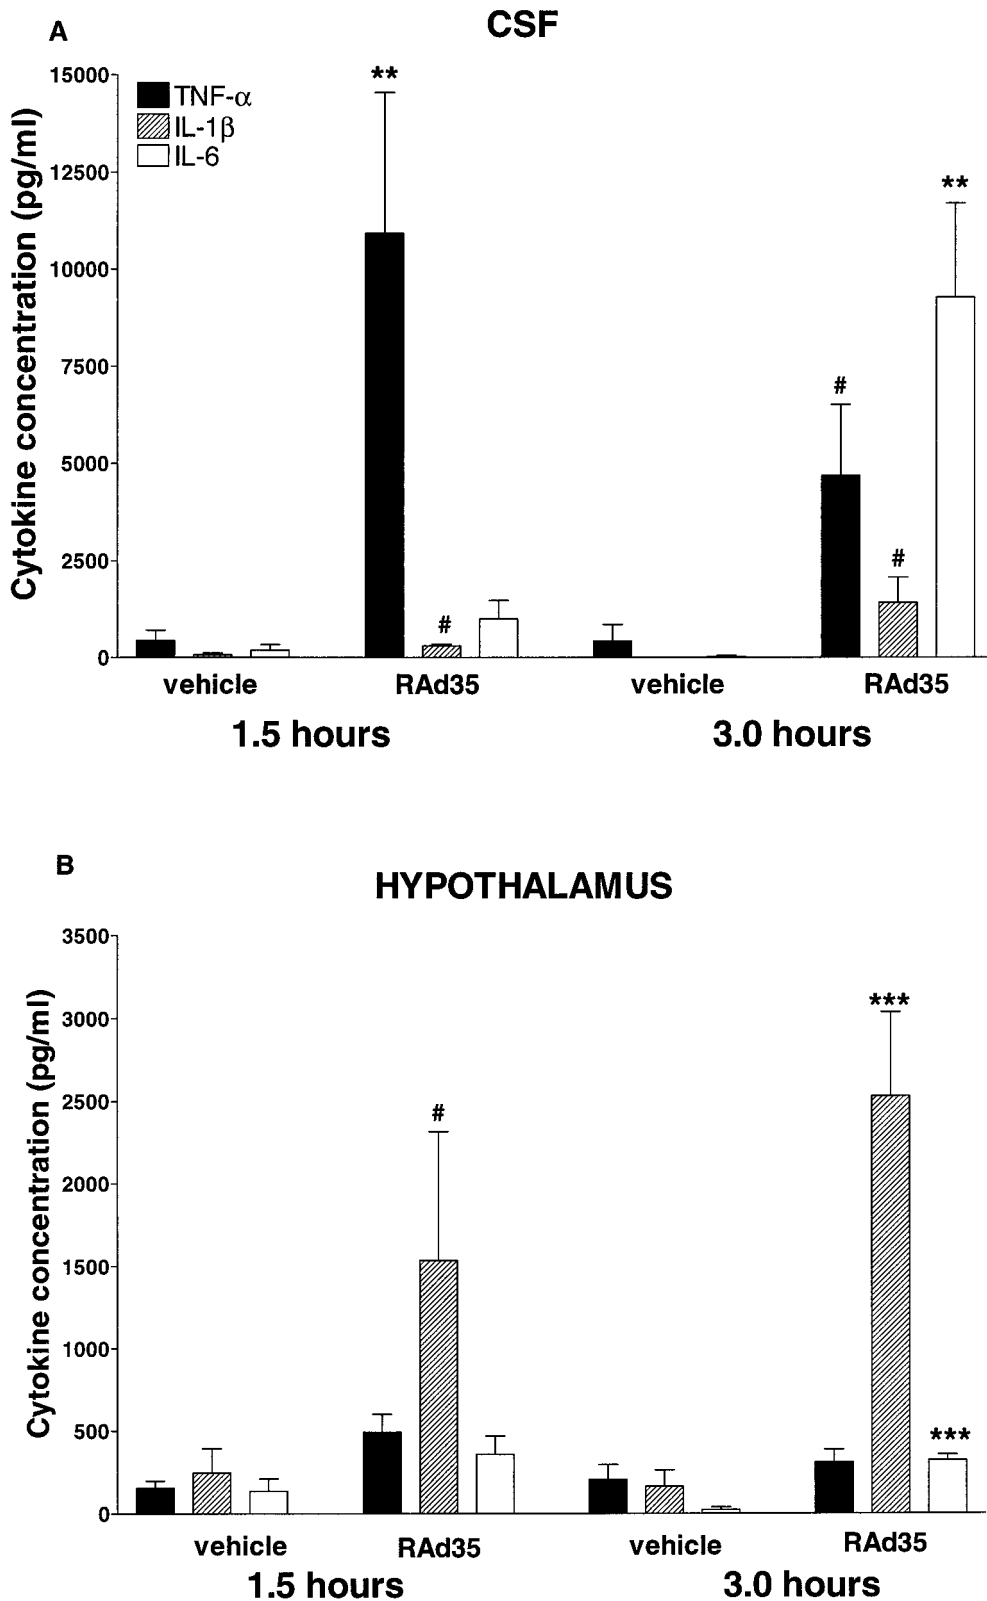 A
CSF
**
15000
TNF-α
IL-1β
IL-6
12500
**
10000
7500
#
5000
#
2500
#
0
Cytokine concentration (pg/ml)
vehicle RAd35 vehicle RAd35
1.5 hours 3.0 hours
B
HYPOTHALAMUS
3500
3000
***
2500
#
2000
1500
1000
500
***
0
Cytokine concentration (pg/ml)
vehicle RAd35 vehicle RAd35
1.5 hours 3.0 hours